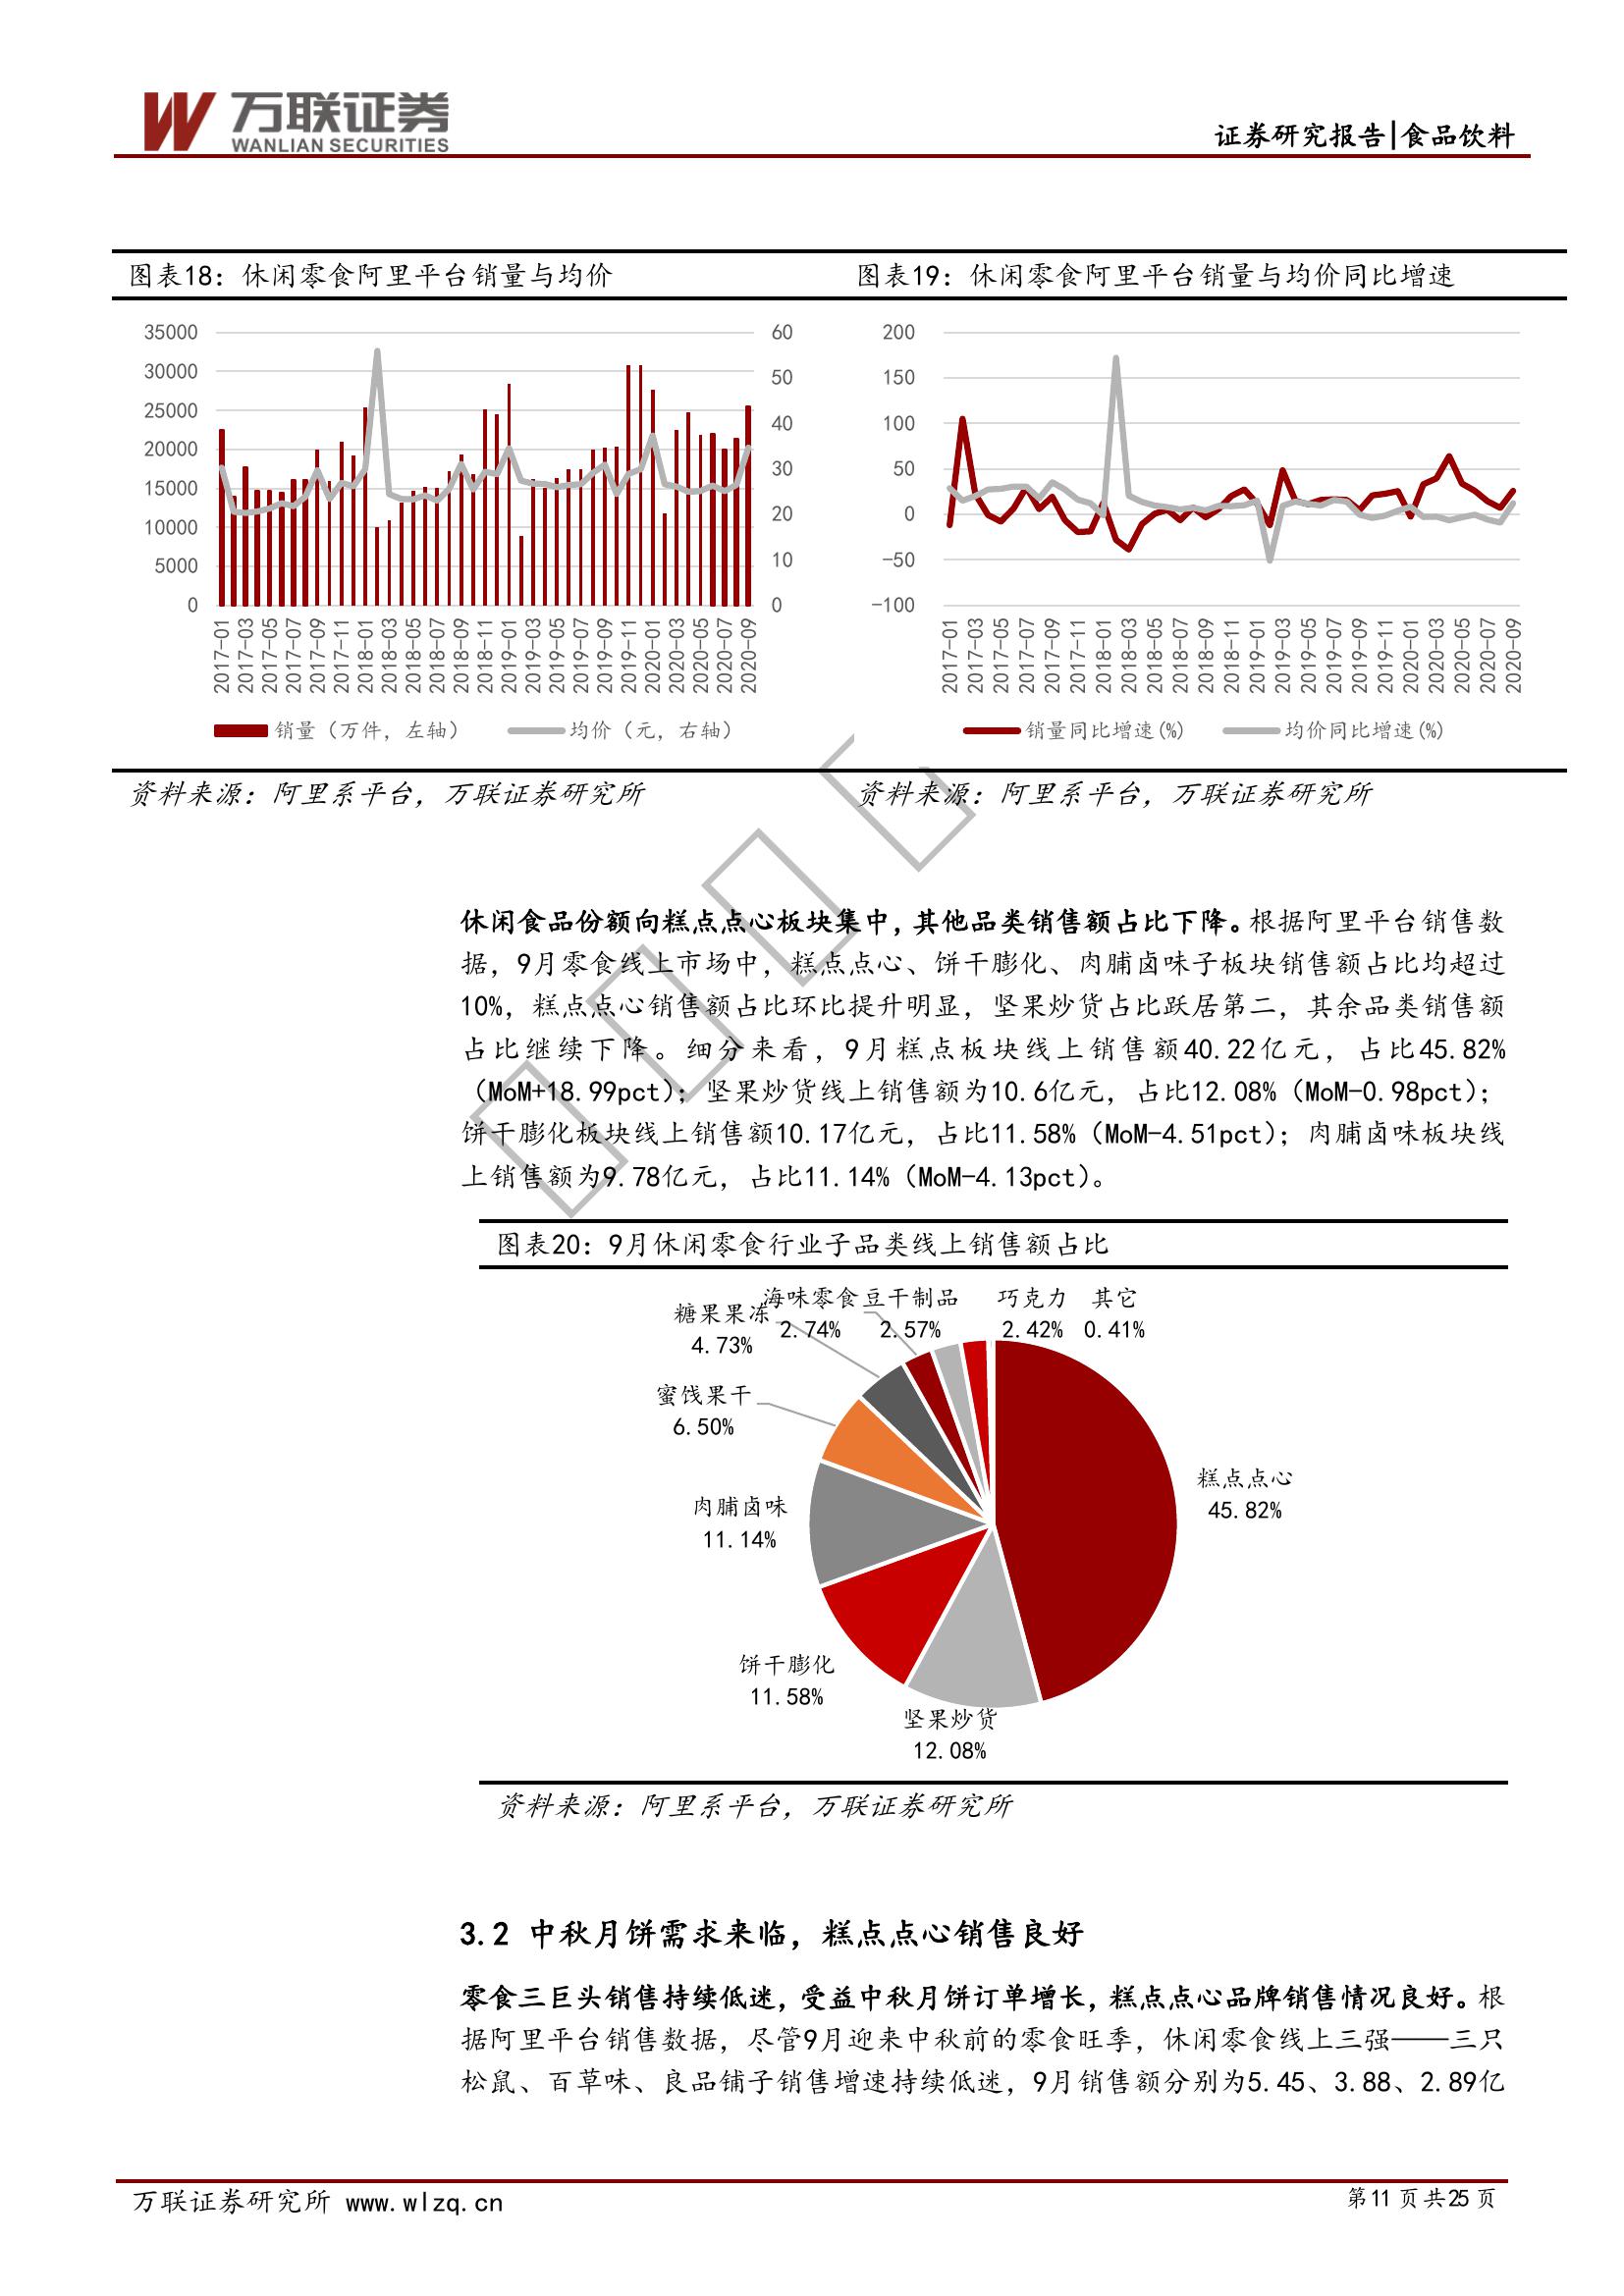 万联证券
WANLIAN SECURITIES
证券研究报告|食品饮料
图表18：休闲零食阿里平台销量与均价
35000
30000
25000
20000
15000
10000
5000
0
60
50
40
30
20
10
0
2017-01
2017-03
2017-05
2017-07
2017-09
2017-11
2018-01
2018-03
2018-05
2018-07
2018-09
2018-11
2019-01
2019-03
2019-05
2019-07
2019-09
2019-11
2020-01
2020-03
2020-05
2020-07
2020-09
销量（万件，左轴）
均价（元，右轴）
资料来源：阿里系平台，万联证券研究所
图表19：休闲零食阿里平台销量与均价同比增速
200
150
100
50
0
-50
-100
2017-01
2017-03
2017-05
2017-07
2017-09
2017-11
2018-01
2018-03
2018-05
2018-07
2018-09
2018-11
2019-01
2019-03
2019-05
2019-07
2019-09
2019-11
2020-01
2020-03
2020-05
2020-07
2020-09
销量同比增速(%)
均价同比增速(%)
资料来源：阿里系平台，万联证券研究所
休闲食品份额向糕点点心板块集中，其他品类销售额占比下降。根据阿里平台销售数
据，9月零食线上市场中，糕点点心、饼干膨化、肉脯卤味子板块销售额占比均超过
10%，糕点点心销售额占比环比提升明显，坚果炒货占比跃居第二，其余品类销售额
占比继续下降。细分来看，9月糕点板块线上销售额40.22亿元，占比45.82%
（MoM+18.99pct）；坚果炒货线上销售额为10.6亿元，占比12.08%（MoM-0.98pct）；
饼干膨化板块线上销售额10.17亿元，占比11.58%（MoM-4.51pct）；肉脯卤味板块线
上销售额为9.78亿元，占比11.14%（MoM-4.13pct）。
图表20：9月休闲零食行业子品类线上销售额占比
糖果果冻
4.73%
海味零食
2.74%
豆干制品
2.57%
巧克力
2.42%
其它
0.41%
蜜饯果干
6.50%
糕点点心
45.82%
肉脯卤味
11.14%
饼干膨化
11.58%
坚果炒货
12.08%
资料来源：阿里系平台，万联证券研究所
3.2 中秋月饼需求来临，糕点点心销售良好
零食三巨头销售持续低迷，受益中秋月饼订单增长，糕点点心品牌销售情况良好。根
据阿里平台销售数据，尽管9月迎来中秋前的零食旺季，休闲零食线上三强——三只
松鼠、百草味、良品铺子销售增速持续低迷，9月销售额分别为5.45、3.88、2.89亿
万联证券研究所 www.wlzq.cn
第 11 页 共 25 页